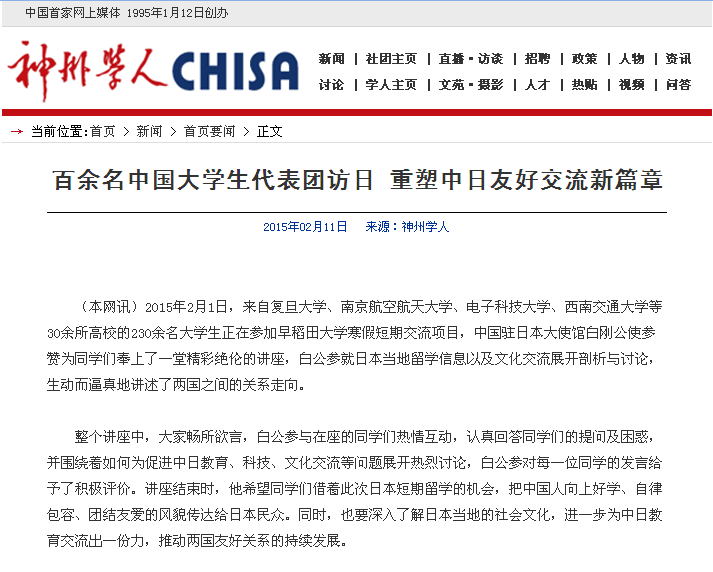 中国首家网上媒体 1995年1月12日创办
神州学人 CHISA
新闻 | 社团主页 | 直播·访谈 | 招聘 | 政策 | 人物 | 资讯
讨论 | 学人主页 | 文苑·摄影 | 人才 | 热贴 | 视频 | 问答
→ 当前位置:首页 > 新闻 > 首页要闻 > 正文
百余名中国大学生代表团访日 重塑中日友好交流新篇章
2015年02月11日 来源:神州学人
（本网讯）2015年2月1日，来自复旦大学、南京航空航天大学、电子科技大学、西南交通大学等
30余所高校的230余名大学生正在参加早稻田大学寒假短期交流项目，中国驻日本大使馆白刚公使参
赞为同学们奉上了一堂精彩绝伦的讲座，白公参就日本当地留学信息以及文化交流展开剖析与讨论，
生动而逼真地讲述了两国之间的关系走向。
整个讲座中，大家畅所欲言，白公参与在座的同学们热情互动，认真回答同学们的提问及困惑，
并围绕着如何为促进中日教育、科技、文化交流等问题展开热烈讨论，白公参对每一位同学的发言给
予了积极评价。讲座结束时，他希望同学们借着此次日本短期留学的机会，把中国人向上好学、自律
包容、团结友爱的风貌传达给日本民众。同时，也要深入了解日本当地的社会文化，进一步为中日教
育交流出一份力，推动两国友好关系的持续发展。